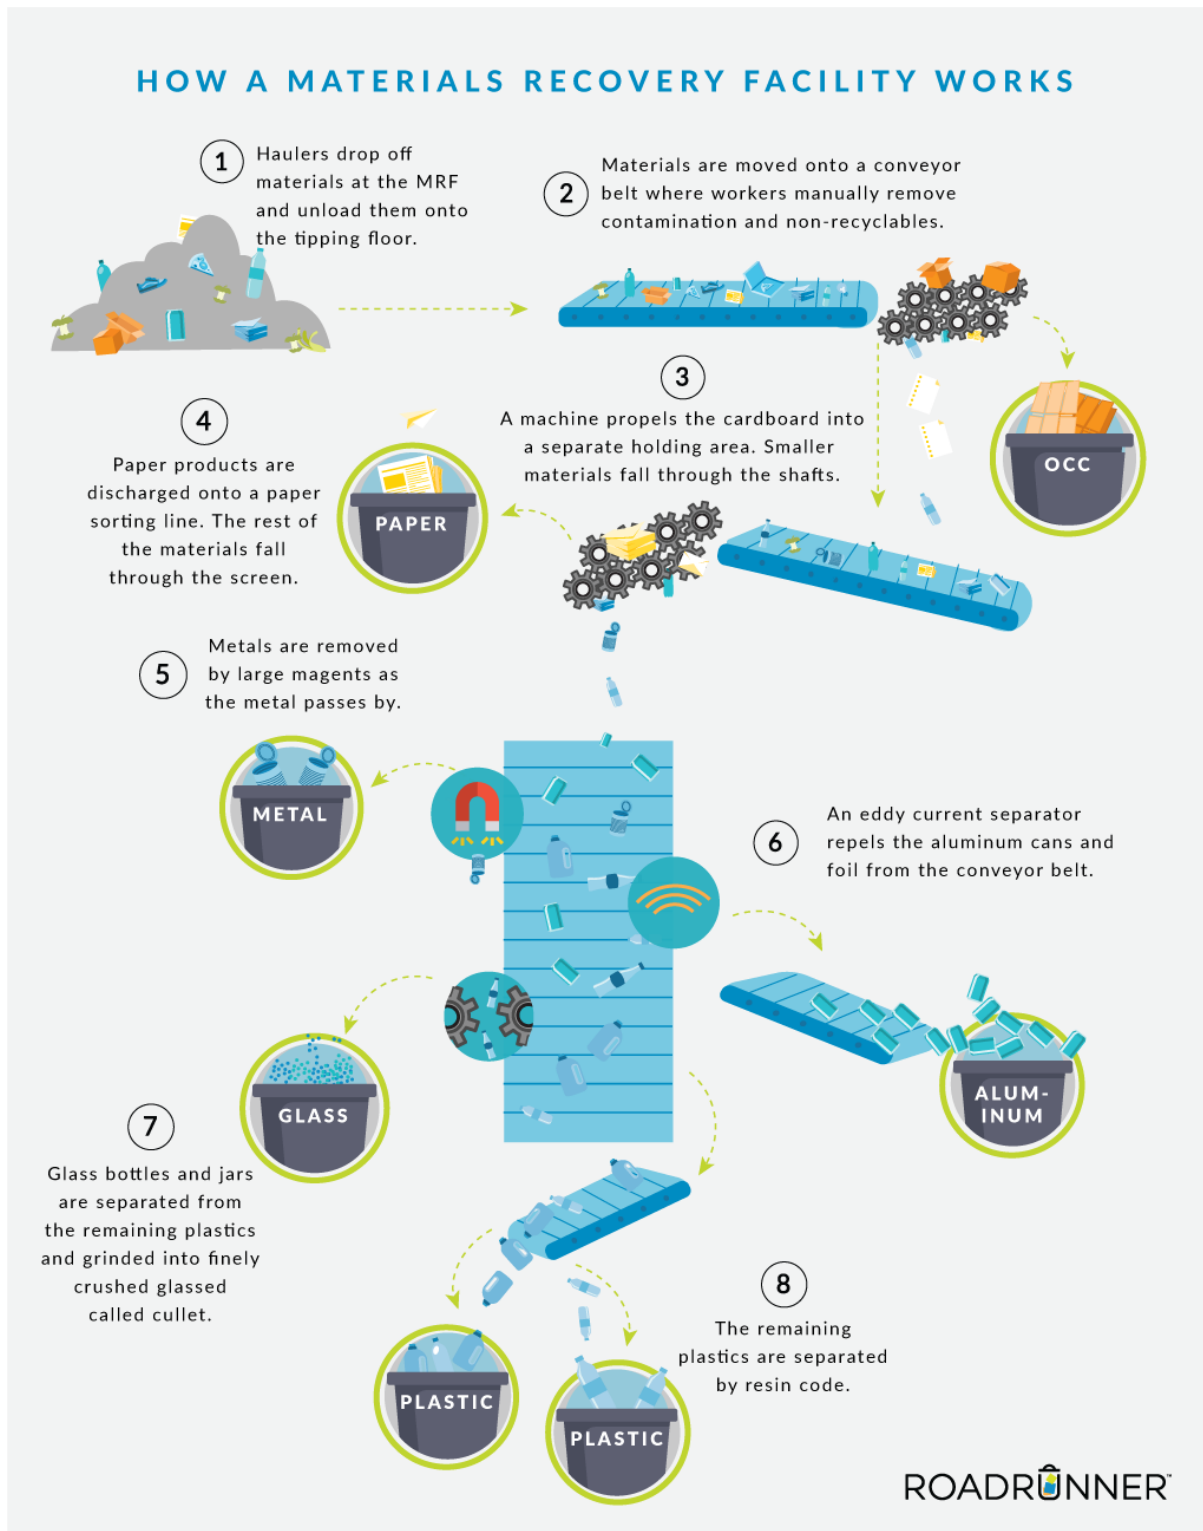 HOW A MATERIALS RECOVERY FACILITY WORKS
1
Haulers drop off
materials at the MRF
and unload them onto
the tipping floor.
2
Materials are moved onto a conveyor
belt where workers manually remove
contamination and non-recyclables.
3
A machine propels the cardboard into
a separate holding area. Smaller
materials fall through the shafts.
OCC
4
Paper products are
discharged onto a paper
sorting line. The rest of
the materials fall
through the screen.
PAPER
5
Metals are removed
by large magents as
the metal passes by.
METAL
6
An eddy current separator
repels the aluminum cans and
foil from the conveyor belt.
ALUM-
INUM
7
Glass bottles and jars
are separated from
the remaining plastics
and grinded into finely
crushed glassed
called cullet.
GLASS
8
The remaining
plastics are separated
by resin code.
PLASTIC
PLASTIC
ROADRUNNER™